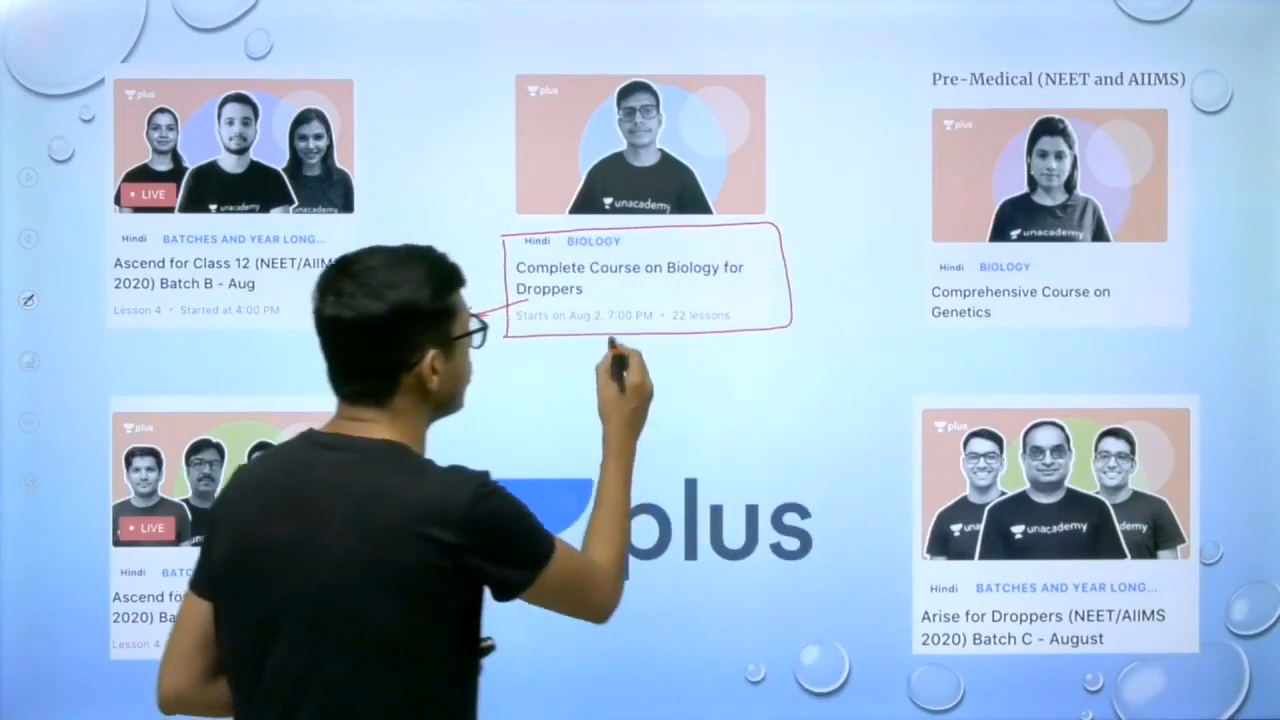 plus
LIVE
unacademy
Hindi BATCHES AND YEAR LONG...
Ascend for Class 12 (NEET/AIIM
2020) Batch B - Aug
Lesson 4 • Started at 4:00 PM
plus
unacademy
Hindi BIOLOGY
Complete Course on Biology for
Droppers
Starts on Aug 2, 7:00 PM • 22 lessons
Pre-Medical (NEET and AIIMS)
plus
unacademy
Hindi BIOLOGY
Comprehensive Course on
Genetics
plus
LIVE
Hindi BATC
Ascend fo
2020) Ba
Lesson 4
plus
plus
una
unacademy
demy
Hindi BATCHES AND YEAR LONG...
Arise for Droppers (NEET/AIIMS
2020) Batch C - August